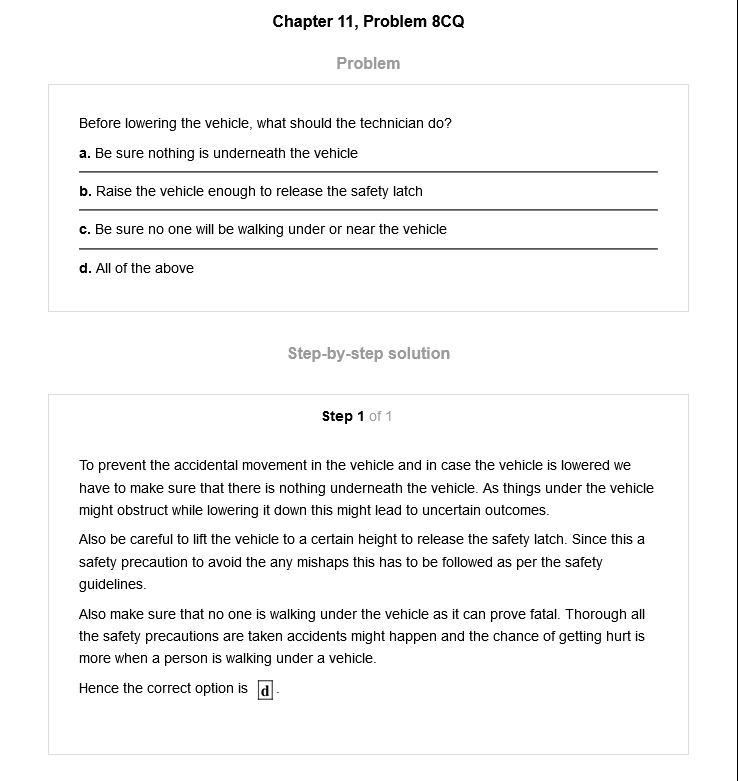 Chapter 11, Problem 8CQ
Problem
Before lowering the vehicle, what should the technician do?
a. Be sure nothing is underneath the vehicle
b. Raise the vehicle enough to release the safety latch
c. Be sure no one will be walking under or near the vehicle
d. All of the above
Step-by-step solution
Step 1 of 1
To prevent the accidental movement in the vehicle and in case the vehicle is lowered we
have to make sure that there is nothing underneath the vehicle. As things under the vehicle
might obstruct while lowering it down this might lead to uncertain outcomes.
Also be careful to lift the vehicle to a certain height to release the safety latch. Since this a
safety precaution to avoid the any mishaps this has to be followed as per the safety
guidelines.
Also make sure that no one is walking under the vehicle as it can prove fatal. Thorough all
the safety precautions are taken accidents might happen and the chance of getting hurt is
more when a person is walking under a vehicle.
Hence the correct option is d.